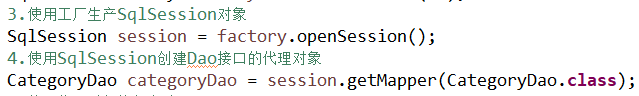 3.使用工厂生产SqlSession对象
SqlSession session = factory.openSession();
4.使用SqlSession创建Dao接口的代理对象
CategoryDao categoryDao = session.getMapper(CategoryDao.class);